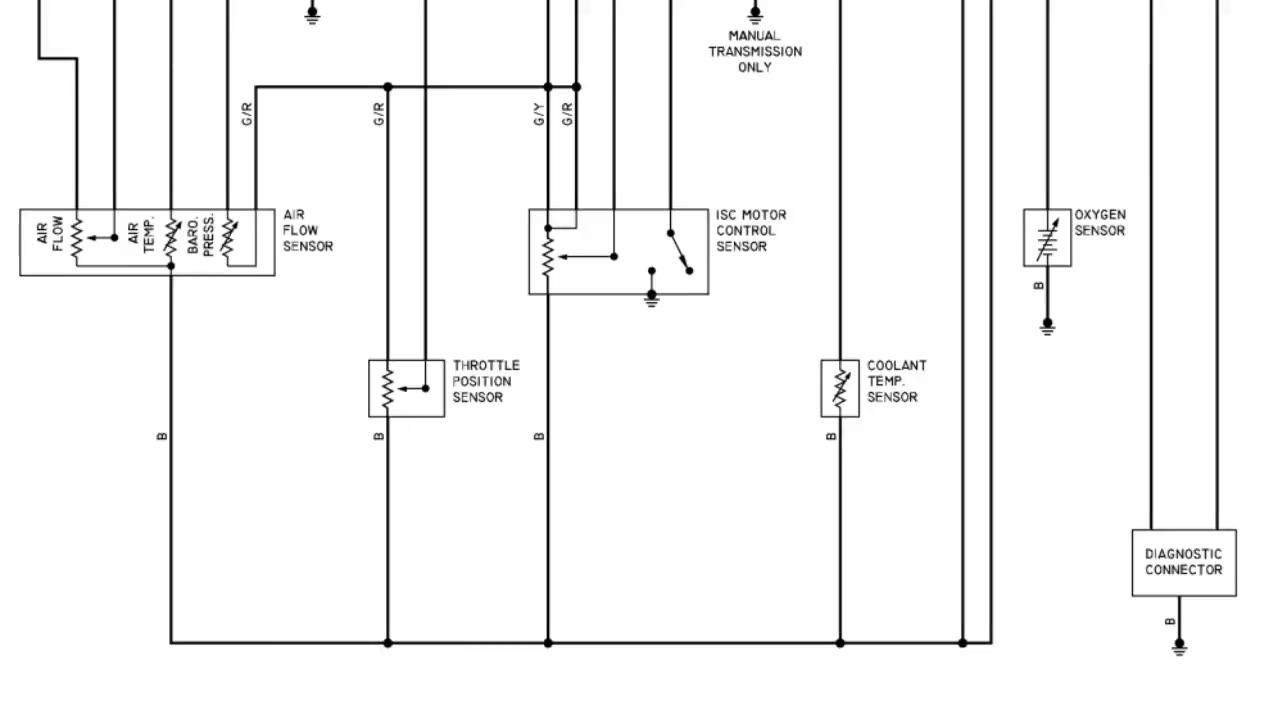 MANUAL
TRANSMISSION
ONLY
G/R
G/R
G/Y
G/R
AIR
FLOW
AIR
TEMP.
BARO.
PRESS.
AIR
FLOW
SENSOR
ISC MOTOR
CONTROL
SENSOR
OXYGEN
SENSOR
B
THROTTLE
POSITION
SENSOR
COOLANT
TEMP.
SENSOR
B
B
B
B
DIAGNOSTIC
CONNECTOR
B